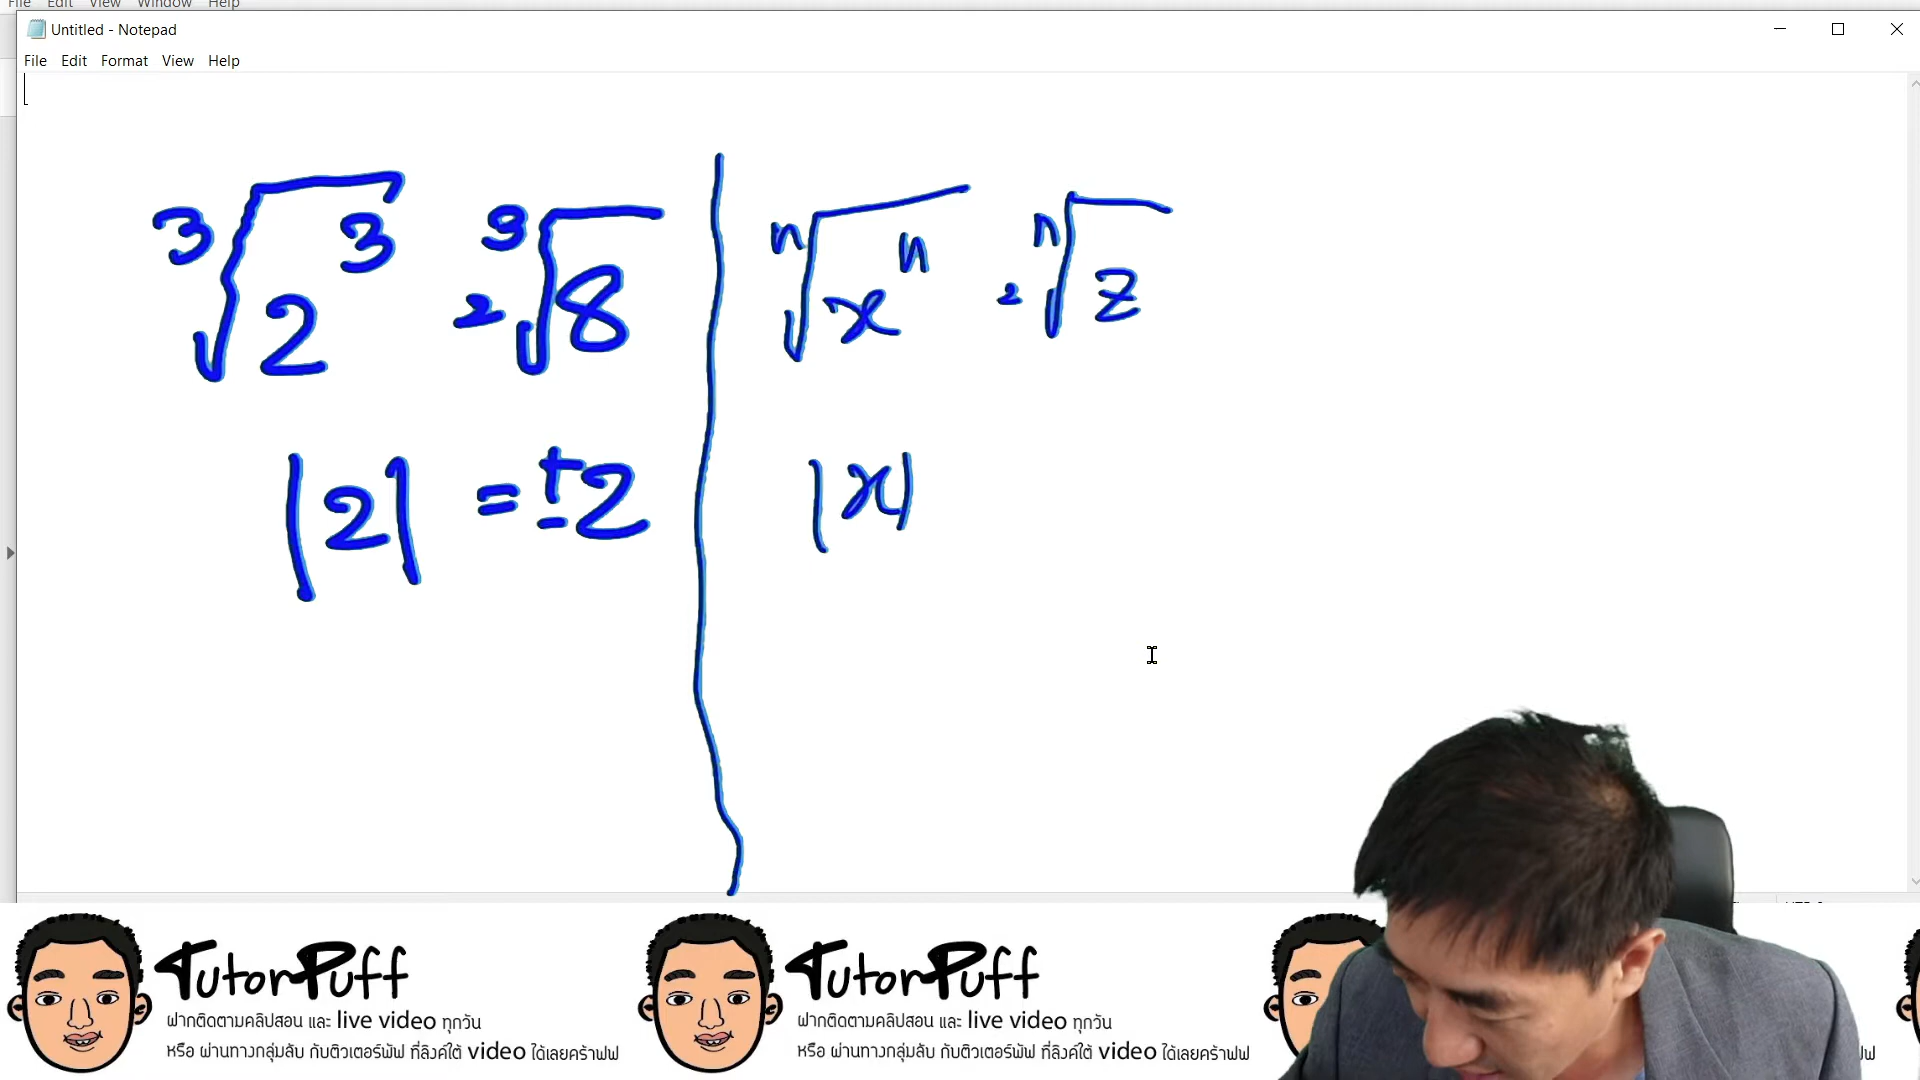 File Edit View Window Help
Untitled - Notepad
File Edit Format View Help
³√2³ = ³√8
|2| = ±2
ⁿ√xⁿ = ⁿ√z
|x|
TutorPuff
ฝากติดตามคลิปสอน และ live video ทุกวัน
หรือ ผ่านทางกลุ่มลับ กับติวเตอร์พัฟ ที่ลิงค์ใต้ video ได้เลยคร้าฟฟ
TutorPuff
ฝากติดตามคลิปสอน และ live video ทุกวัน
หรือ ผ่านทางกลุ่มลับ กับติวเตอร์พัฟ ที่ลิงค์ใต้ video ได้เลยคร้าฟฟ